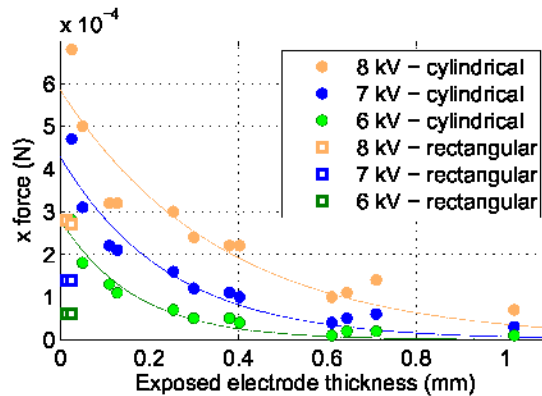 x 10⁻⁴
6
5
4
3
2
1
0
x force (N)
8 kV − cylindrical
7 kV − cylindrical
6 kV − cylindrical
8 kV − rectangular
7 kV − rectangular
6 kV − rectangular
0 0.2 0.4 0.6 0.8 1
Exposed electrode thickness (mm)